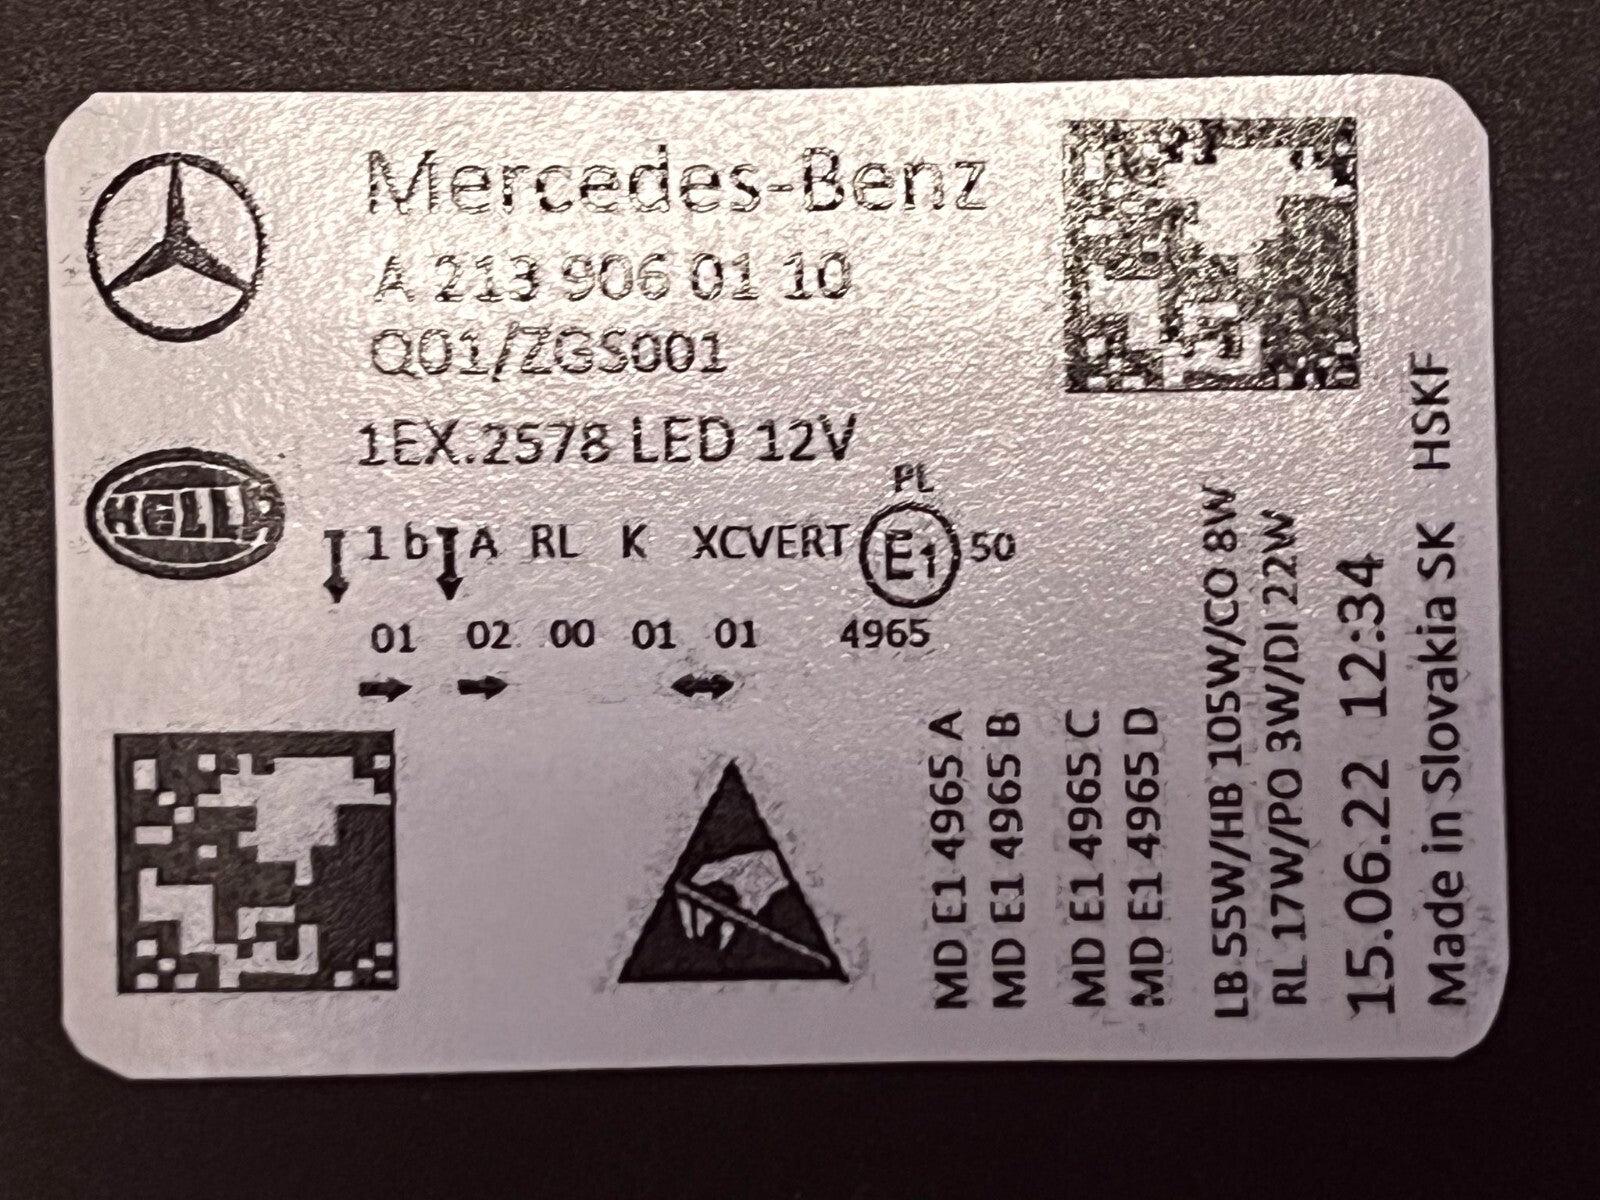 Mercedes-Benz
A 213 906 01 10
Q01/ZGS001
HELLA
1EX.2578 LED 12V
PL
1 b A RL K XCVERT E1 50
01 02 00 01 01 4965
MD E1 4965 A
MD E1 4965 B
MD E1 4965 C
MD E1 4965 D
LB 55W/HB 105W/CO 8W
RL 17W/PO 3W/DI 22W
15.06.22 12:34
Made in Slovakia SK HSKF